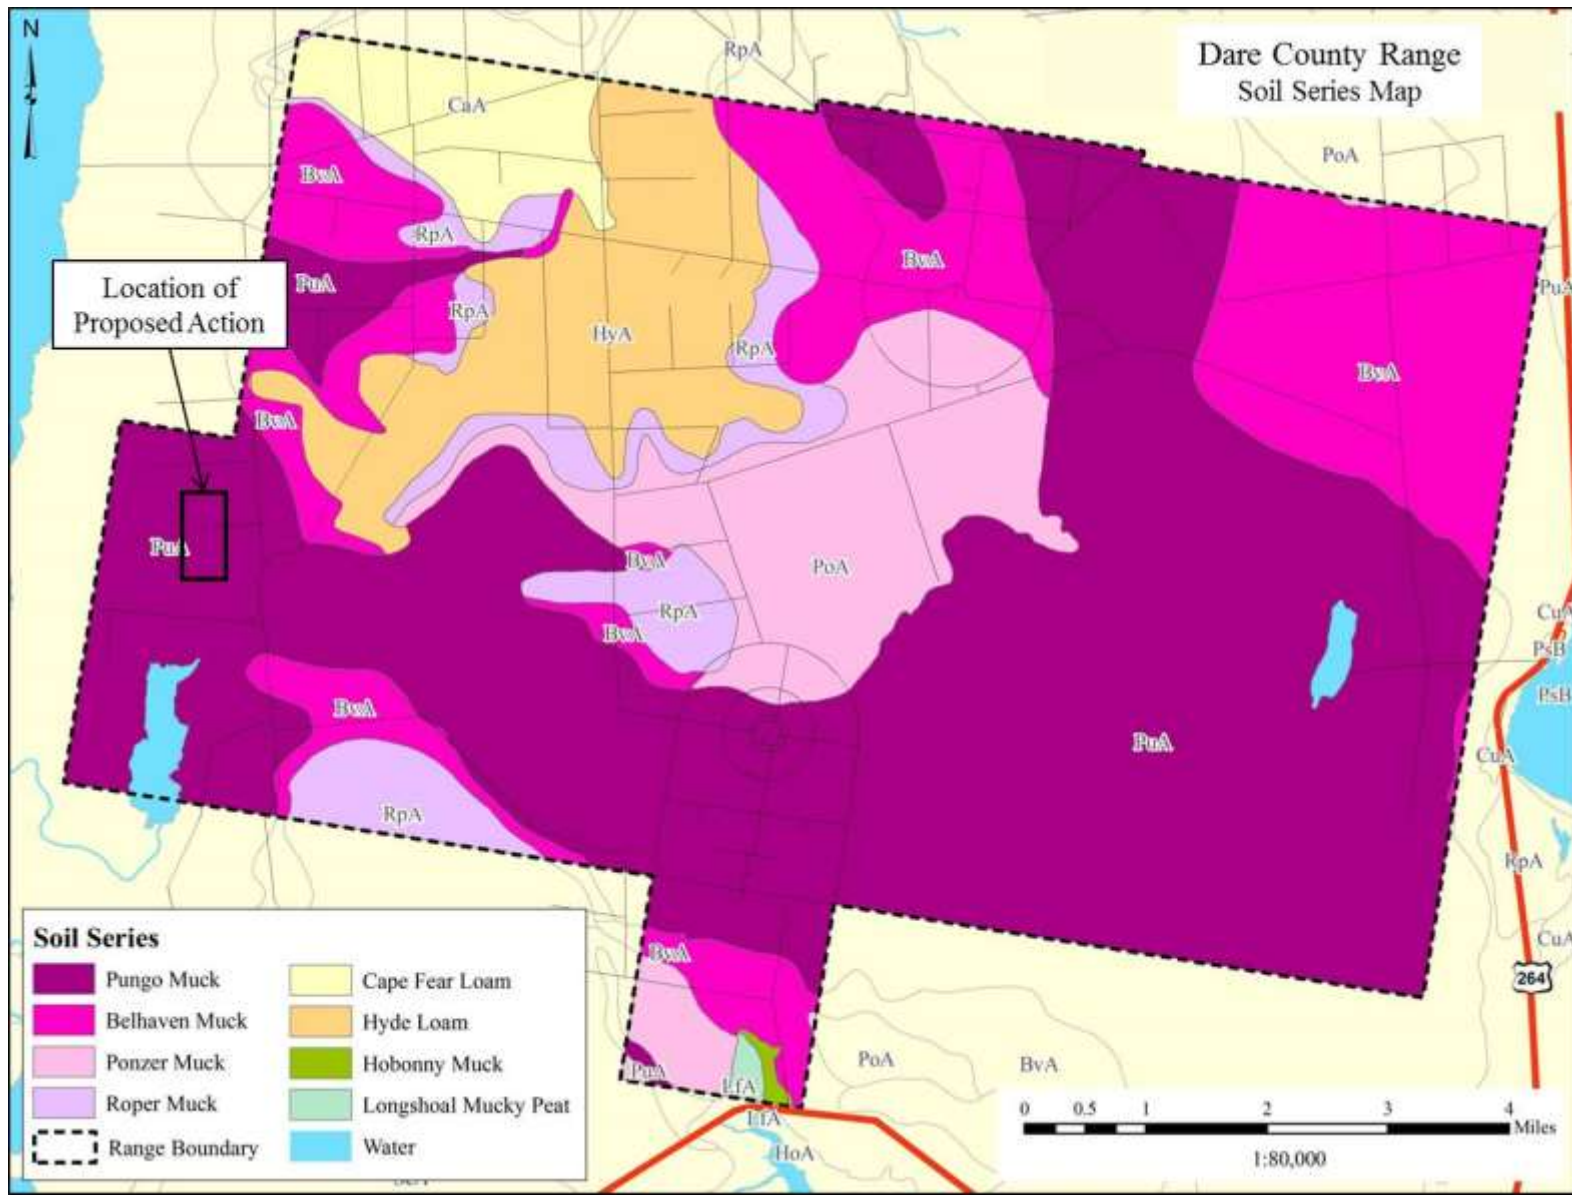 N
Dare County Range
Soil Series Map
RpA
CaA
PoA
BvA
RpA
BvA
PuA
PuA
Location of
Proposed Action
RpA
HyA
RpA
BvA
BvA
PuA
BvA
PoA
RpA
BvA
CuA
PsB
PsB
BvA
PuA
CuA
RpA
RpA
CuA
BvA
264
PuA
LfA
PoA
BvA
LfA
HoA
Soil Series
Pungo Muck
Belhaven Muck
Ponzer Muck
Roper Muck
Range Boundary
Cape Fear Loam
Hyde Loam
Hobonny Muck
Longshoal Mucky Peat
Water
0 0.5 1 2 3 4
Miles
1:80,000